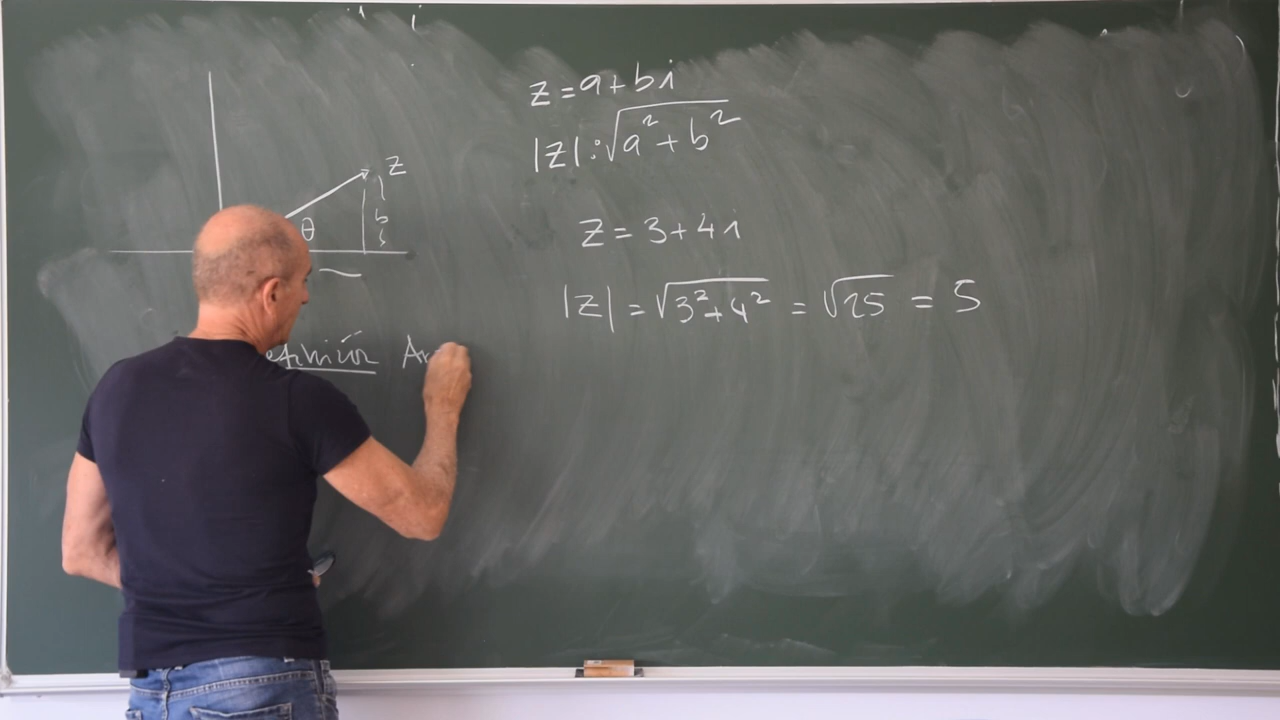 z = a + bi
|z| : √a² + b²
z
θ
b
z = 3 + 4i
|z| = √3² + 4² = √25 = 5